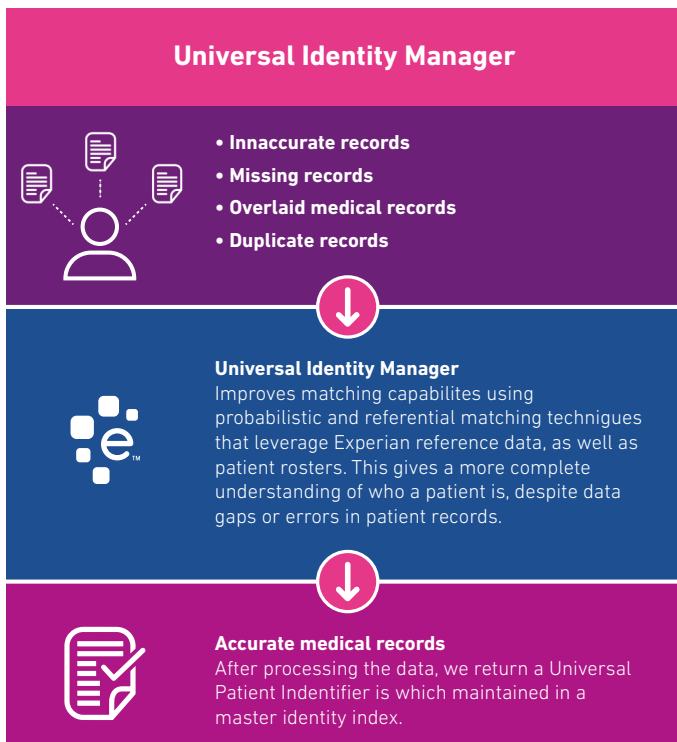 Universal Identity Manager
• Innaccurate records
• Missing records
• Overlaid medical records
• Duplicate records
Universal Identity Manager
Improves matching capabilites using
probabilistic and referential matching technigues
that leverage Experian reference data, as well as
patient rosters. This gives a more complete
understanding of who a patient is, despite data
gaps or errors in patient records.
e™
Accurate medical records
After processing the data, we return a Universal
Patient Indentifier is which maintained in a
master identity index.